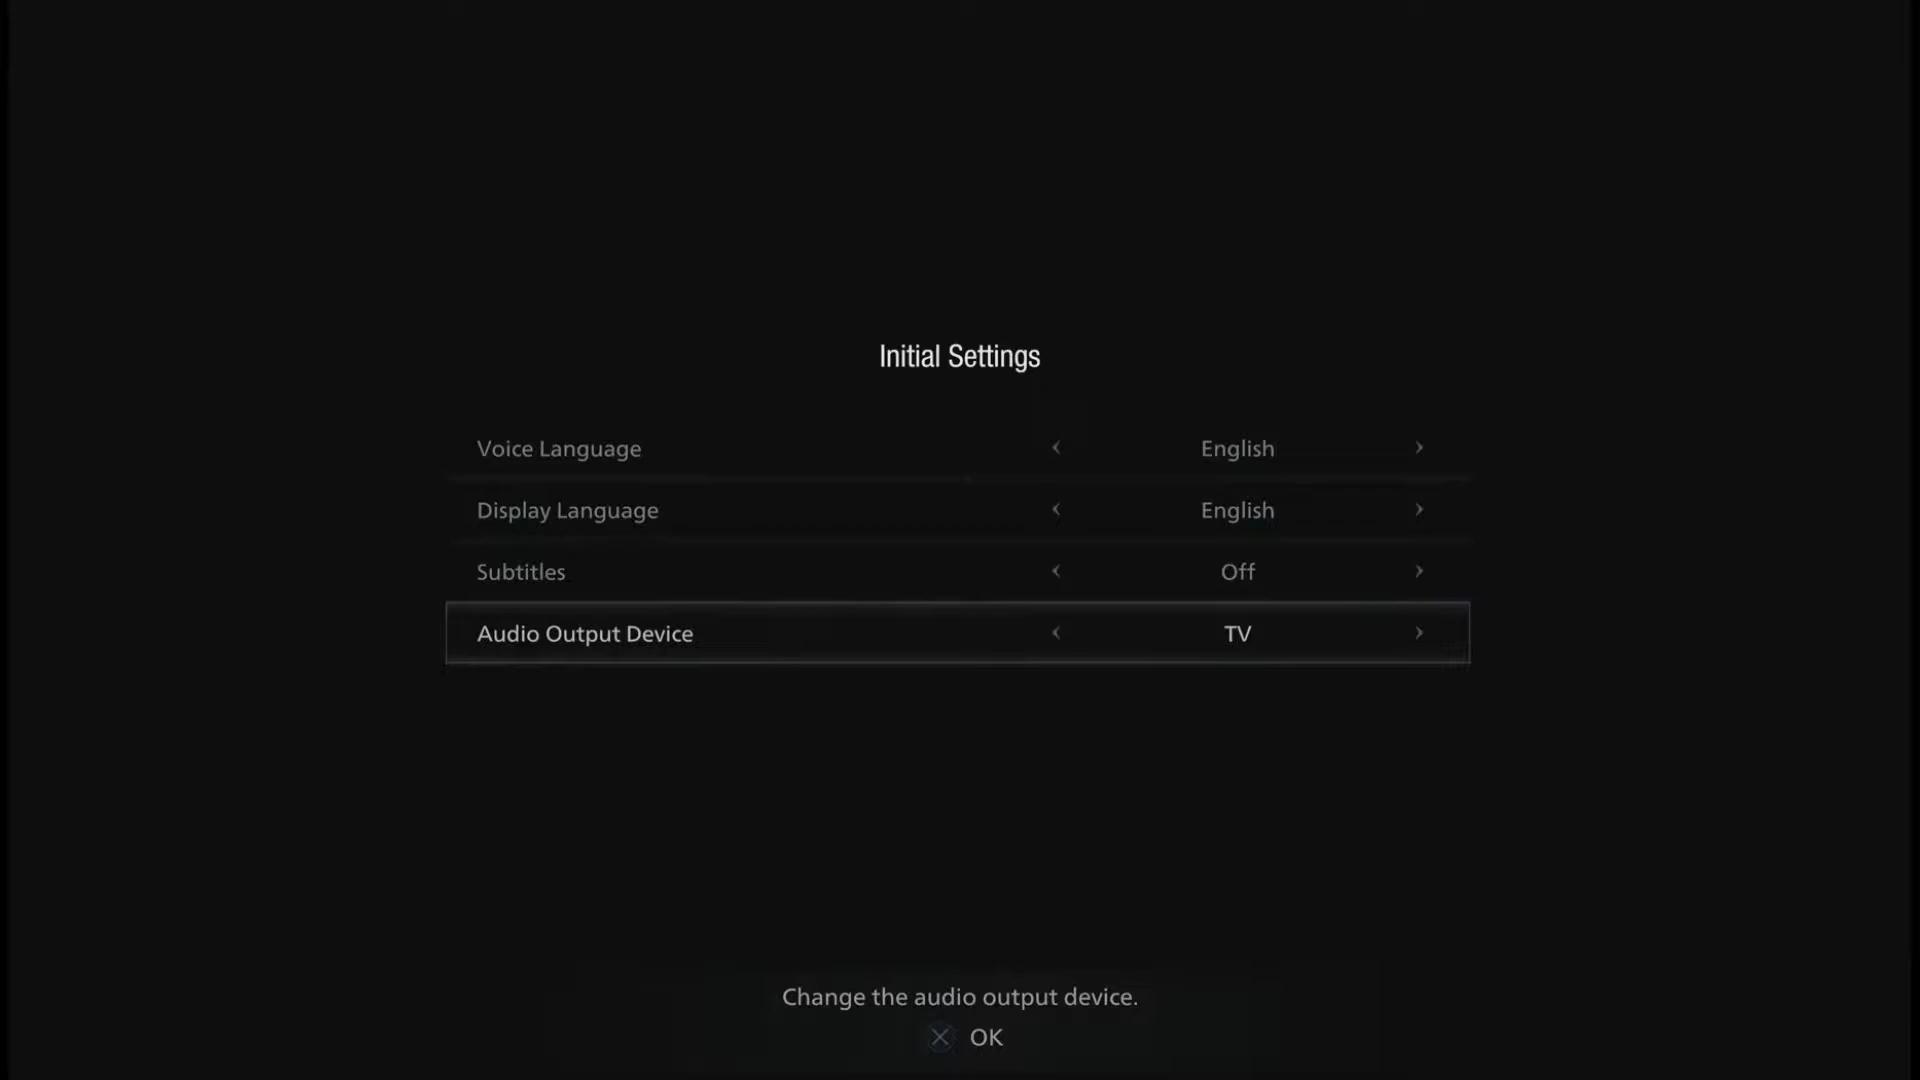 Initial Settings
Voice Language < English >
Display Language < English >
Subtitles < Off >
Audio Output Device < TV >
Change the audio output device.
OK